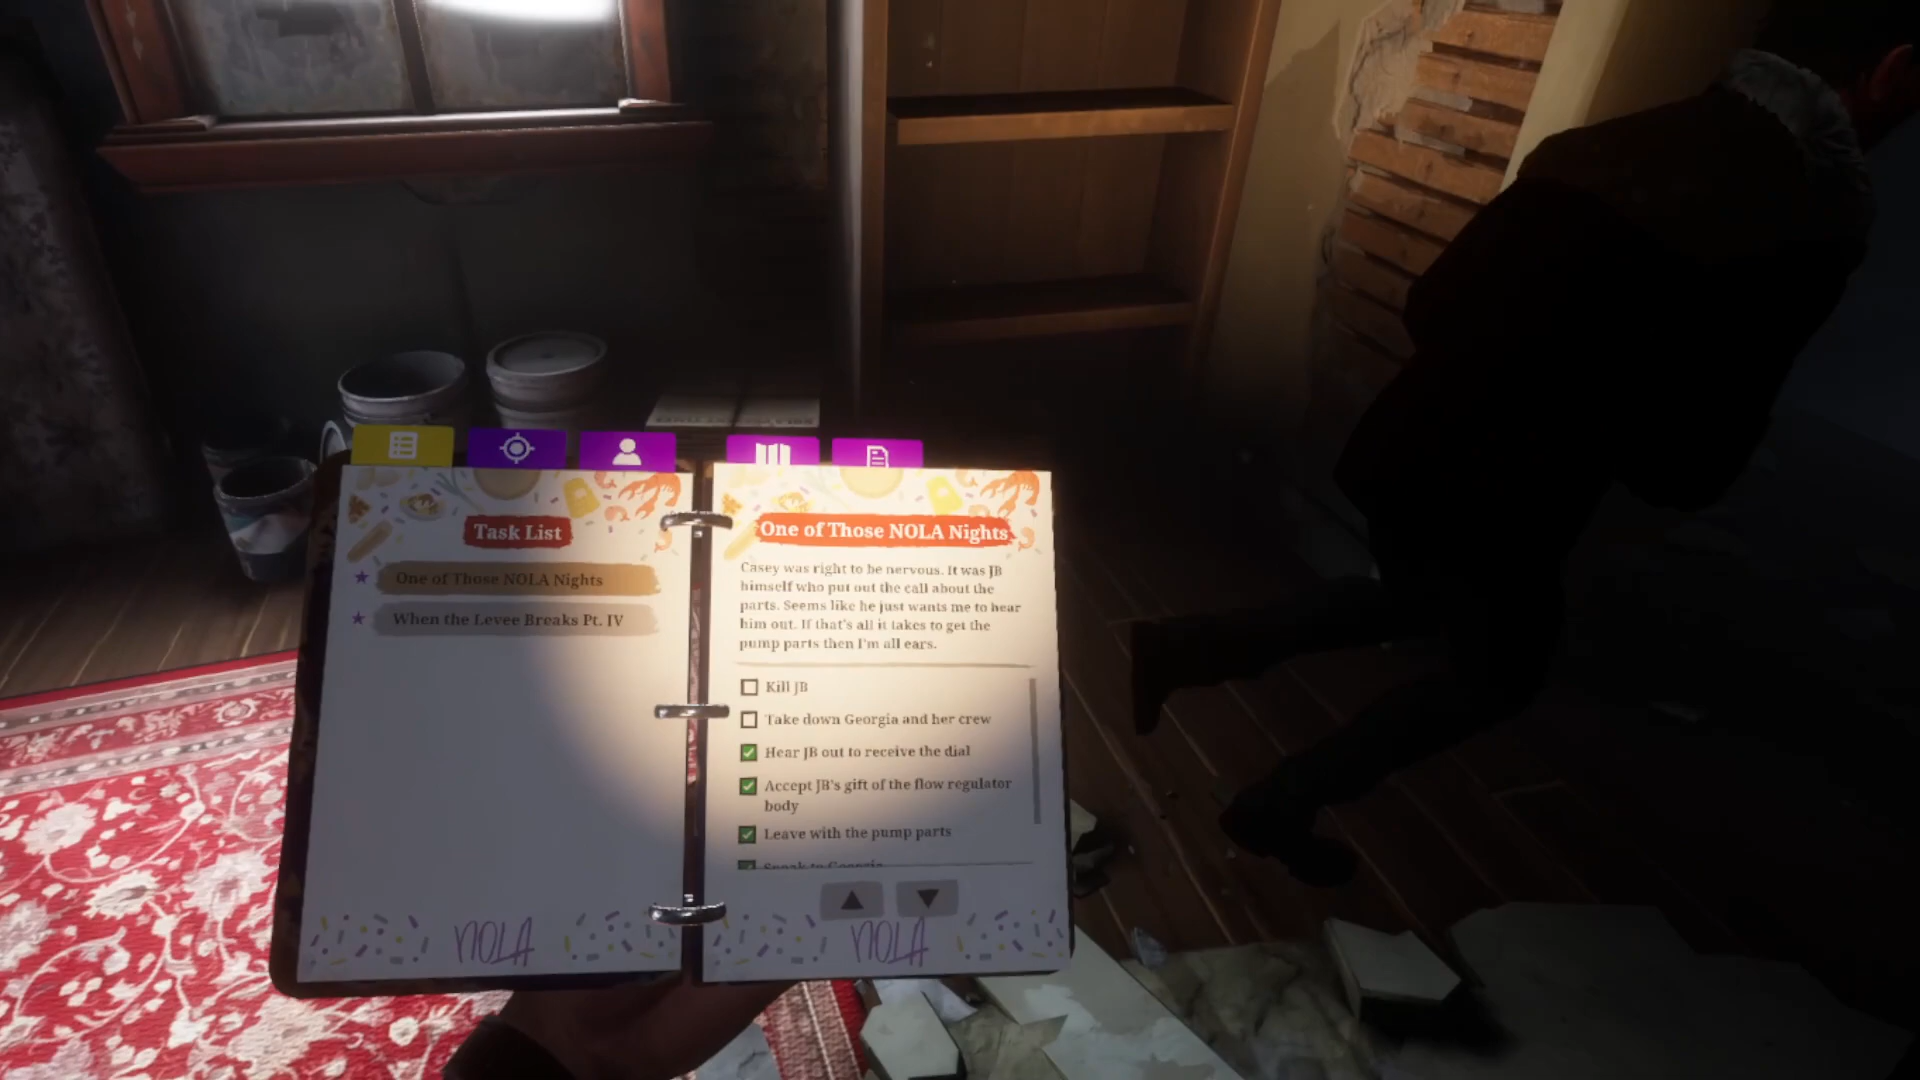 Task List
One of Those NOLA Nights
When the Levee Breaks Pt. IV
NOLA
One of Those NOLA Nights
Casey was right to be nervous. It was JB
himself who put out the call about the
parts. Seems like he just wants me to hear
him out. If that's all it takes to get the
pump parts then I'm all ears.
Kill JB
Take down Georgia and her crew
Hear JB out to receive the dial
Accept JB's gift of the flow regulator
body
Leave with the pump parts
Speak to Georgia
NOLA